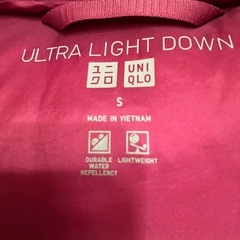 ULTRA LIGHT DOWN
ユニ UNI
クロ QLO
S
MADE IN VIETNAM
DURABLE LIGHTWEIGHT
WATER
REPELLENCY